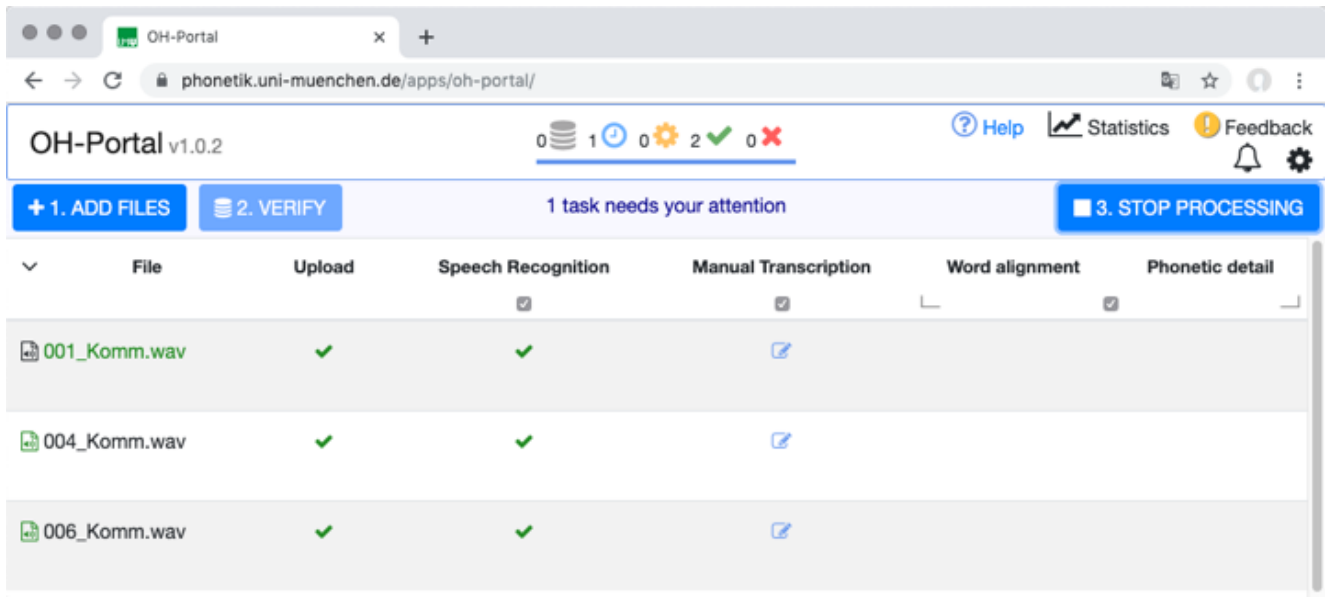 OH-Portal
phonetik.uni-muenchen.de/apps/oh-portal/
OH-Portal v1.0.2 0 1 0 2 0 Help Statistics Feedback
1. ADD FILES 2. VERIFY 1 task needs your attention 3. STOP PROCESSING
File Upload Speech Recognition Manual Transcription Word alignment Phonetic detail
001_Komm.wav
004_Komm.wav
006_Komm.wav